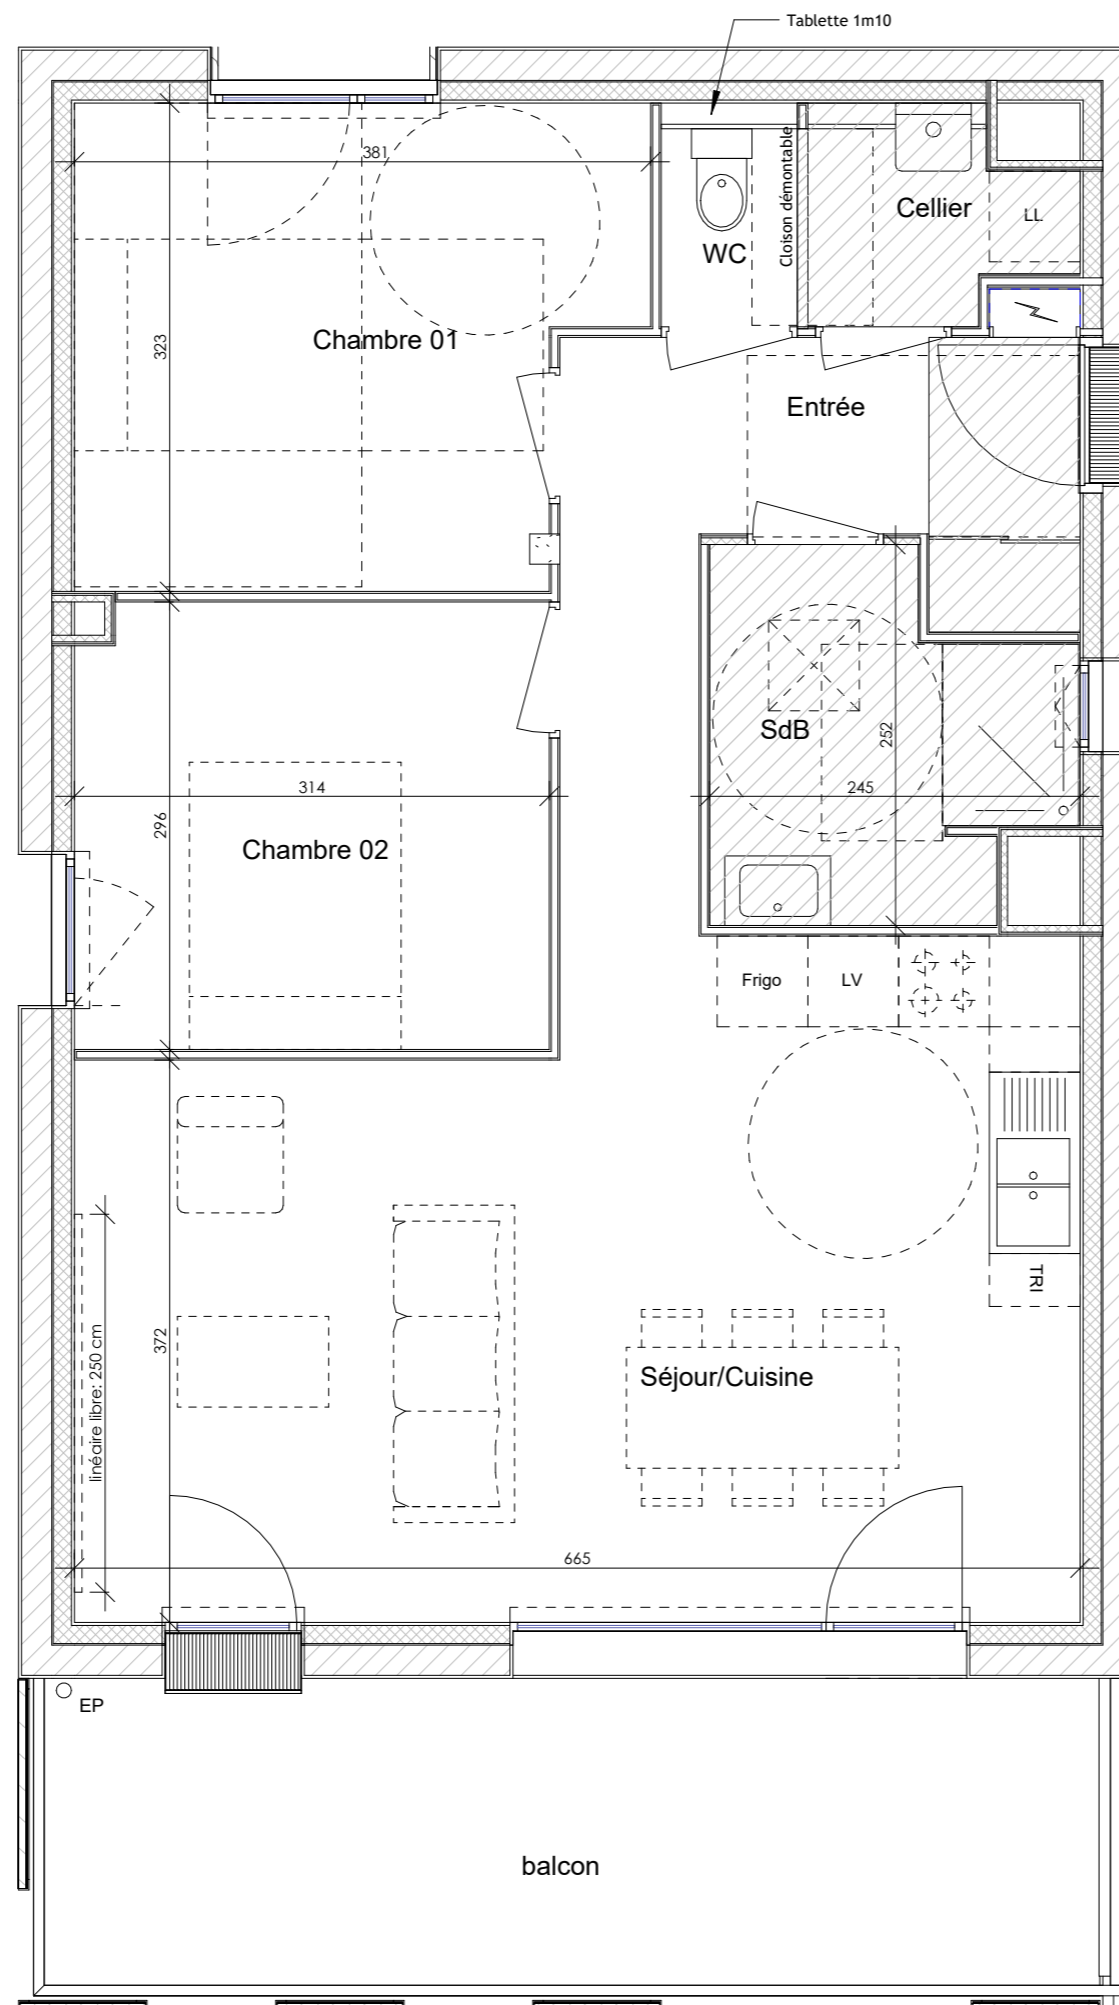 Tablette 1m10
381
Cloison démontable
Cellier
LL
WC
323
Chambre 01
Entrée
SdB
252
314
245
296
Chambre 02
Frigo
LV
TRI
372
linéaire libre: 250 cm
Séjour/Cuisine
665
EP
balcon